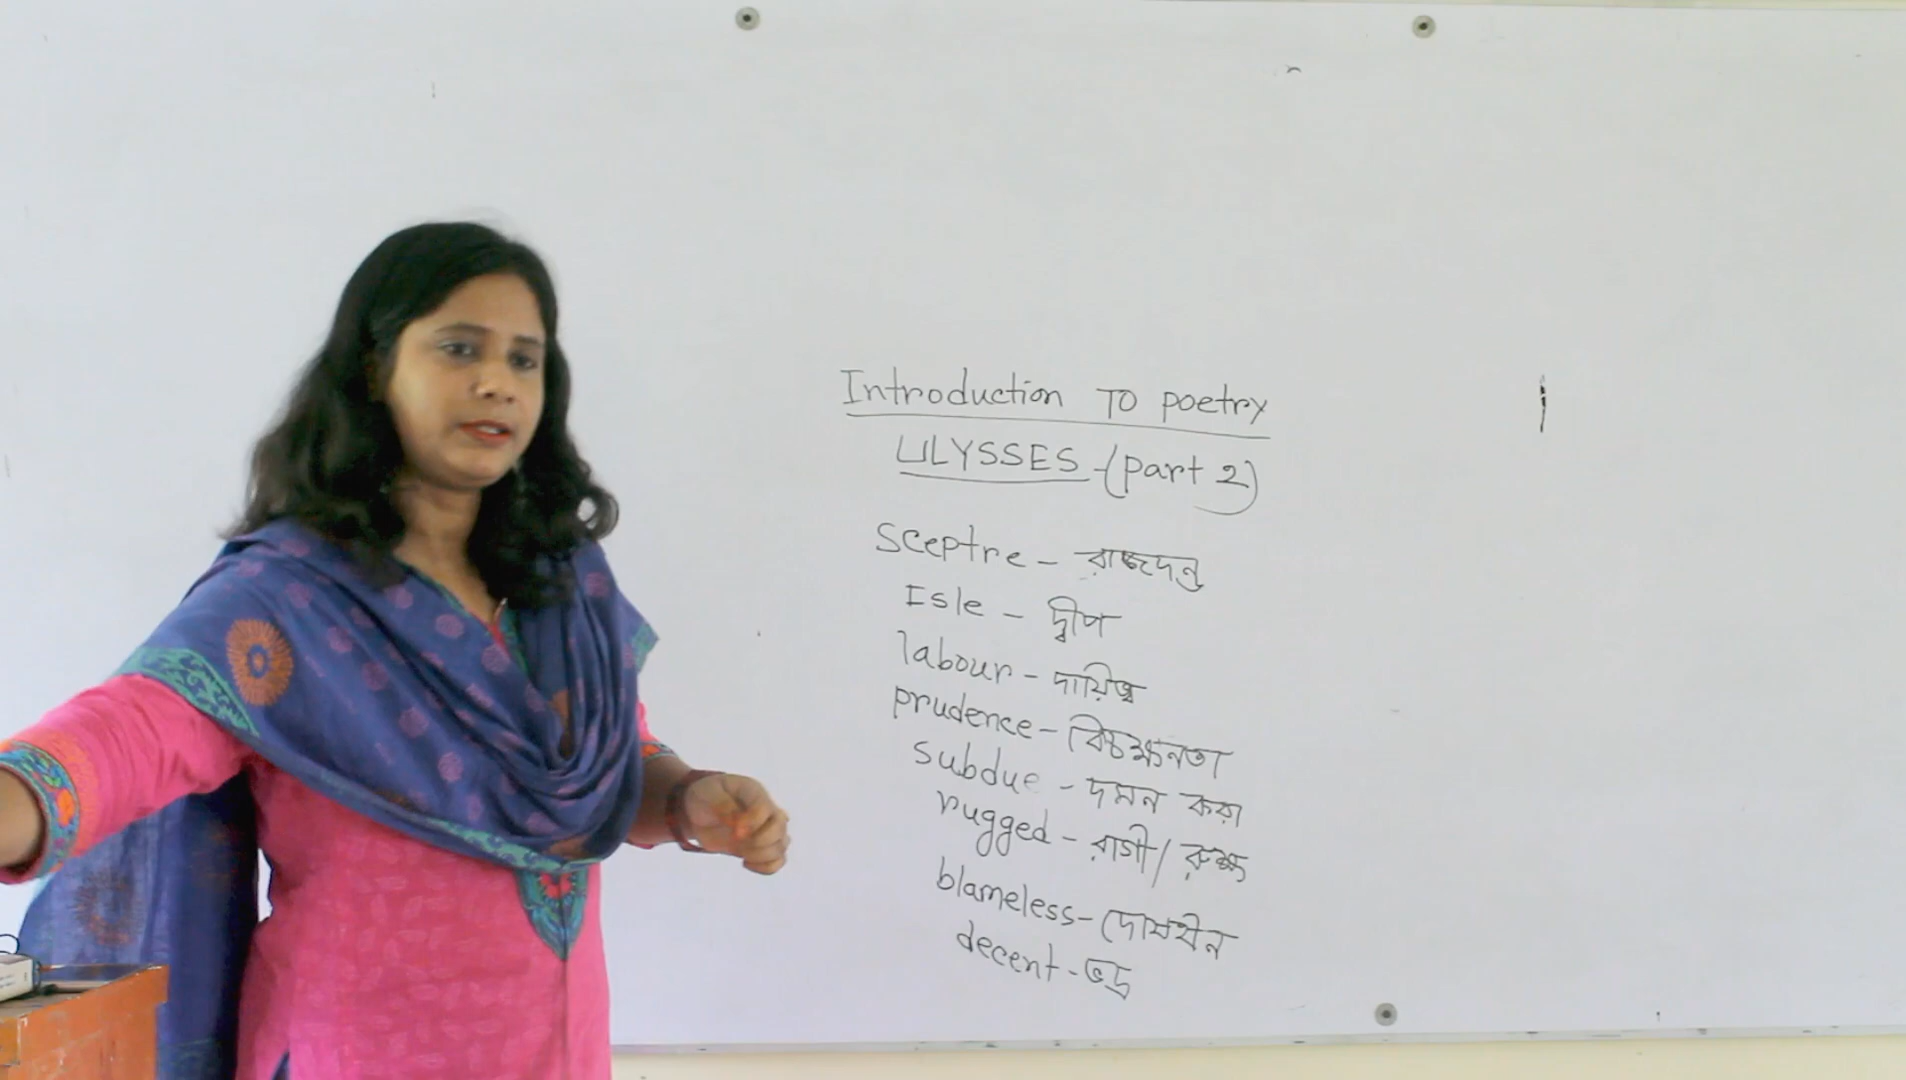 Introduction To poetry
ULYSSES - (part 2)
Sceptre - রাজদন্ড
Isle - দ্বীপ
labour - দায়িত্ব
prudence - বিচক্ষনতা
subdue - দমন করা
rugged - রাগী / রুক্ষ
blameless - দোষহীন
decent - ভদ্র